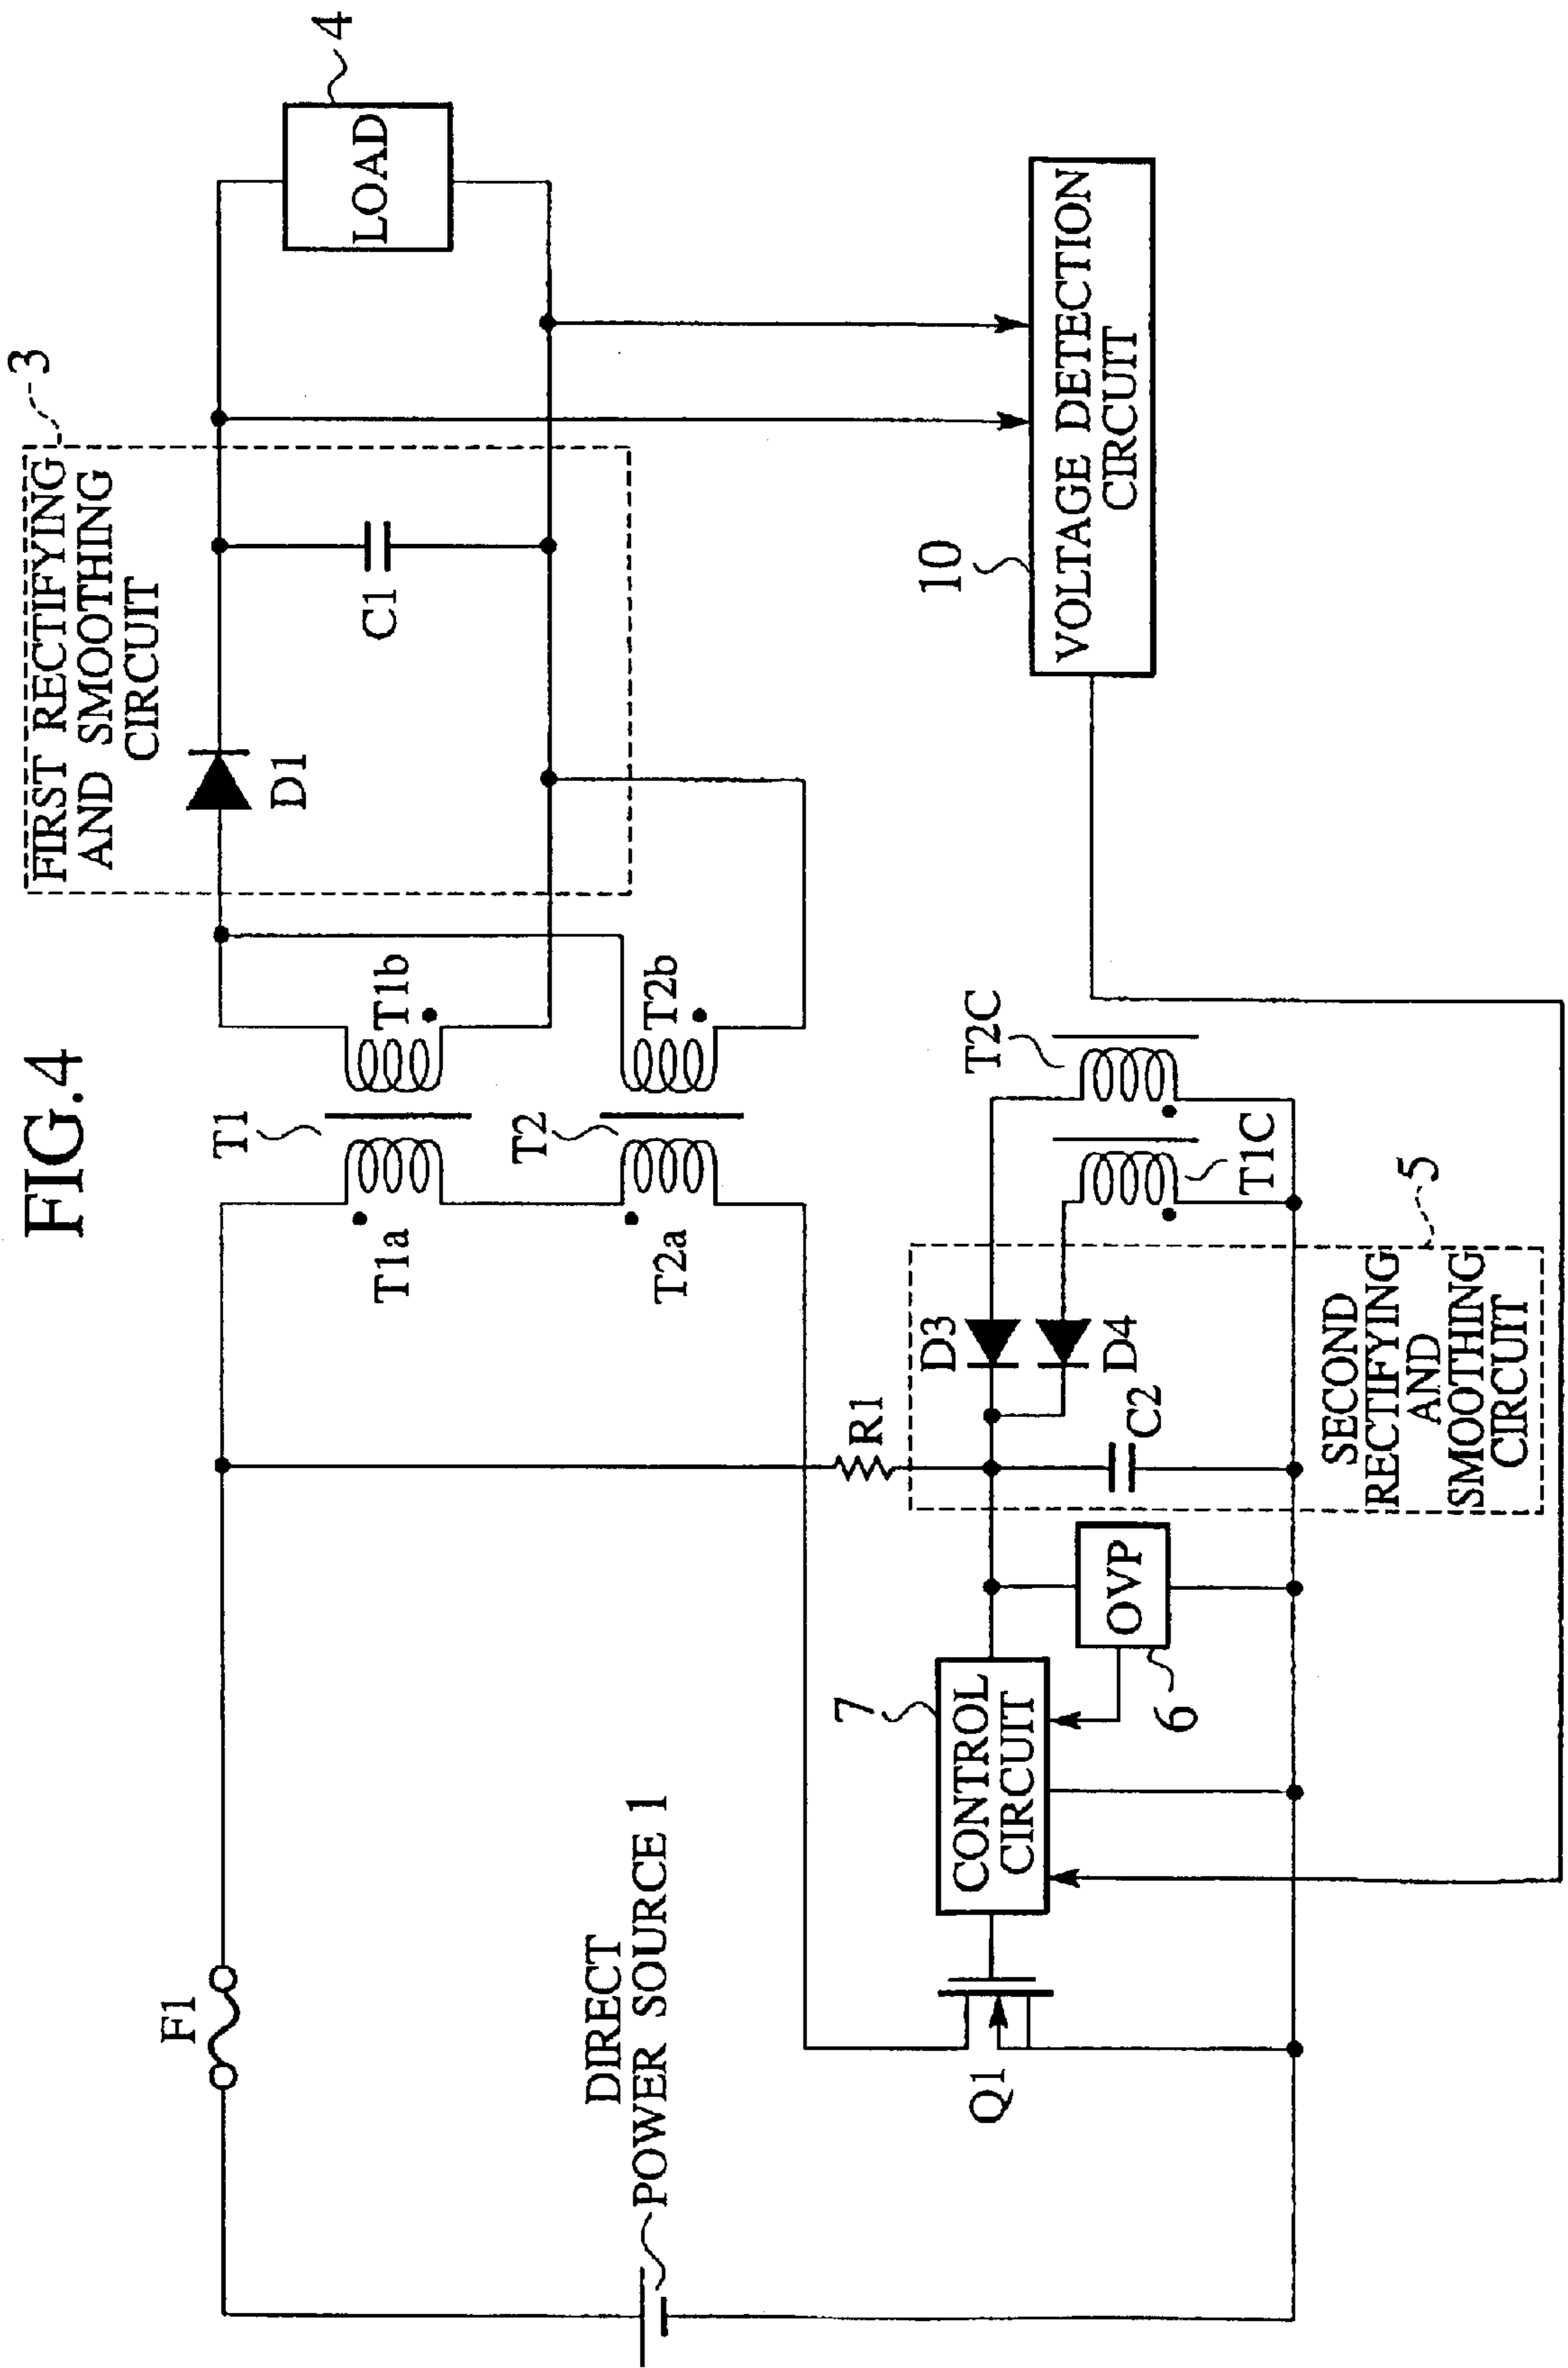 FIG.4
FIRST RECTIFYING
AND SMOOTHING
CIRCUIT
3
4
F1
T1
D1
C1
LOAD
T1a
T1b
T2
T2a
T2b
DIRECT
POWER SOURCE 1
R1
10
VOLTAGE DETECTION
CIRCUIT
7
CONTROL
CIRCUIT
Q1
D3
D4
C2
OVP
6
T2C
T1C
5
SECOND
RECTIFYING
AND
SMOOTHING
CIRCUIT